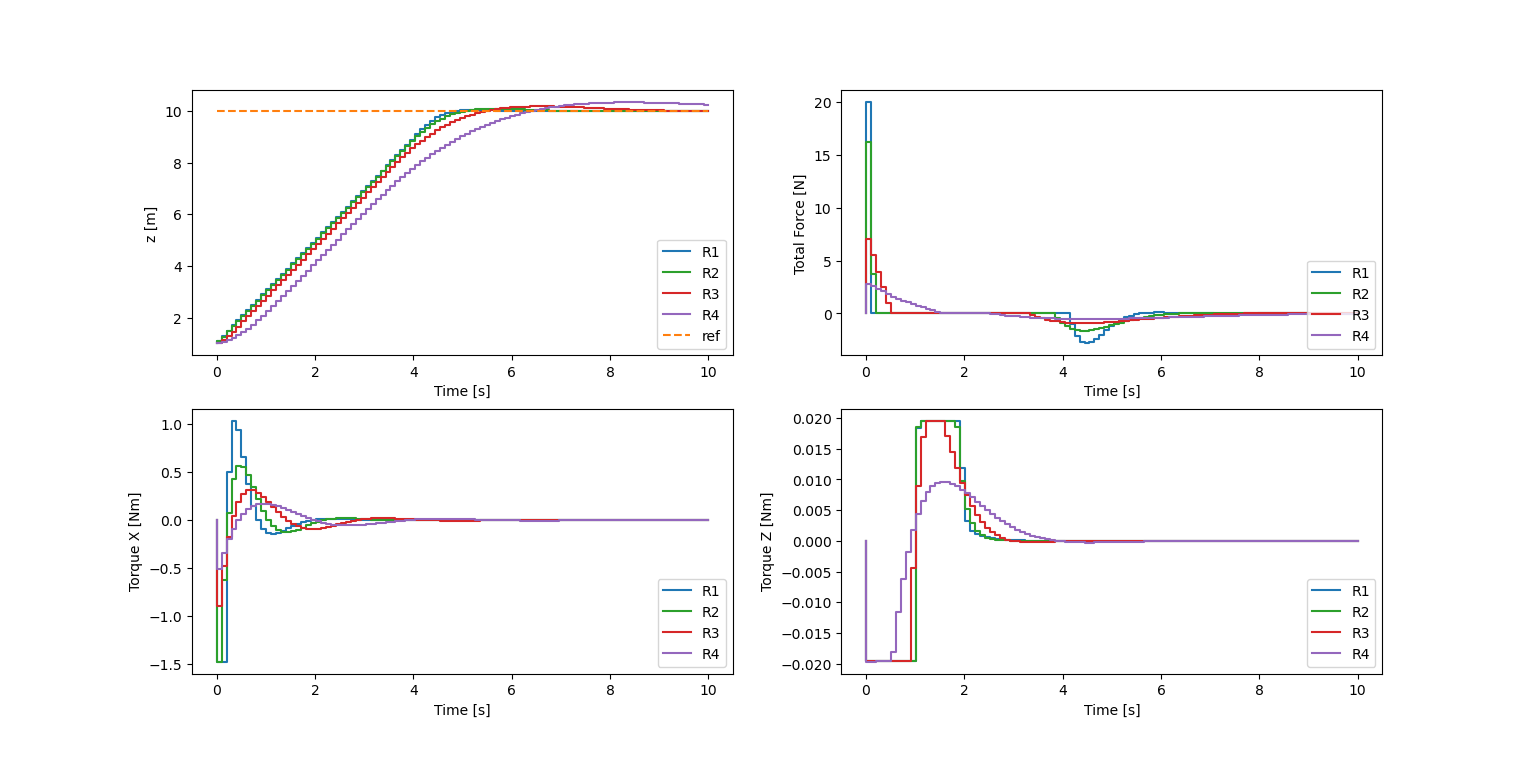 z [m]
10
8
6
4
2
0 2 4 6 8 10
Time [s]
R1
R2
R3
R4
ref
Total Force [N]
20
15
10
5
0
0 2 4 6 8 10
Time [s]
R1
R2
R3
R4
Torque X [Nm]
1.0
0.5
0.0
−0.5
−1.0
−1.5
0 2 4 6 8 10
Time [s]
R1
R2
R3
R4
Torque Z [Nm]
0.020
0.015
0.010
0.005
0.000
−0.005
−0.010
−0.015
−0.020
0 2 4 6 8 10
Time [s]
R1
R2
R3
R4